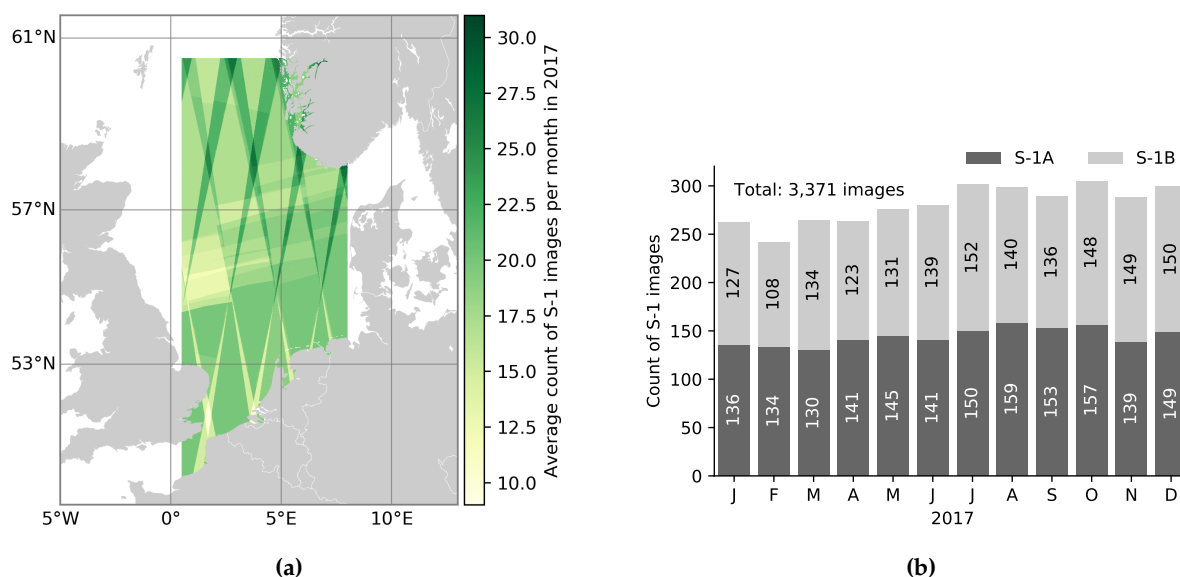 61°N
57°N
53°N
5°W 0° 5°E 10°E
30.0
27.5
25.0
22.5
20.0
17.5
15.0
12.5
10.0
Average count of S-1 images per month in 2017
(a)
S-1A S-1B
Total: 3,371 images
Count of S-1 images
300
250
200
150
100
50
0
127 108 134 123 131 139 152 140 136 148 149 150
136 134 130 141 145 141 150 159 153 157 139 149
J F M A M J J A S O N D
2017
(b)